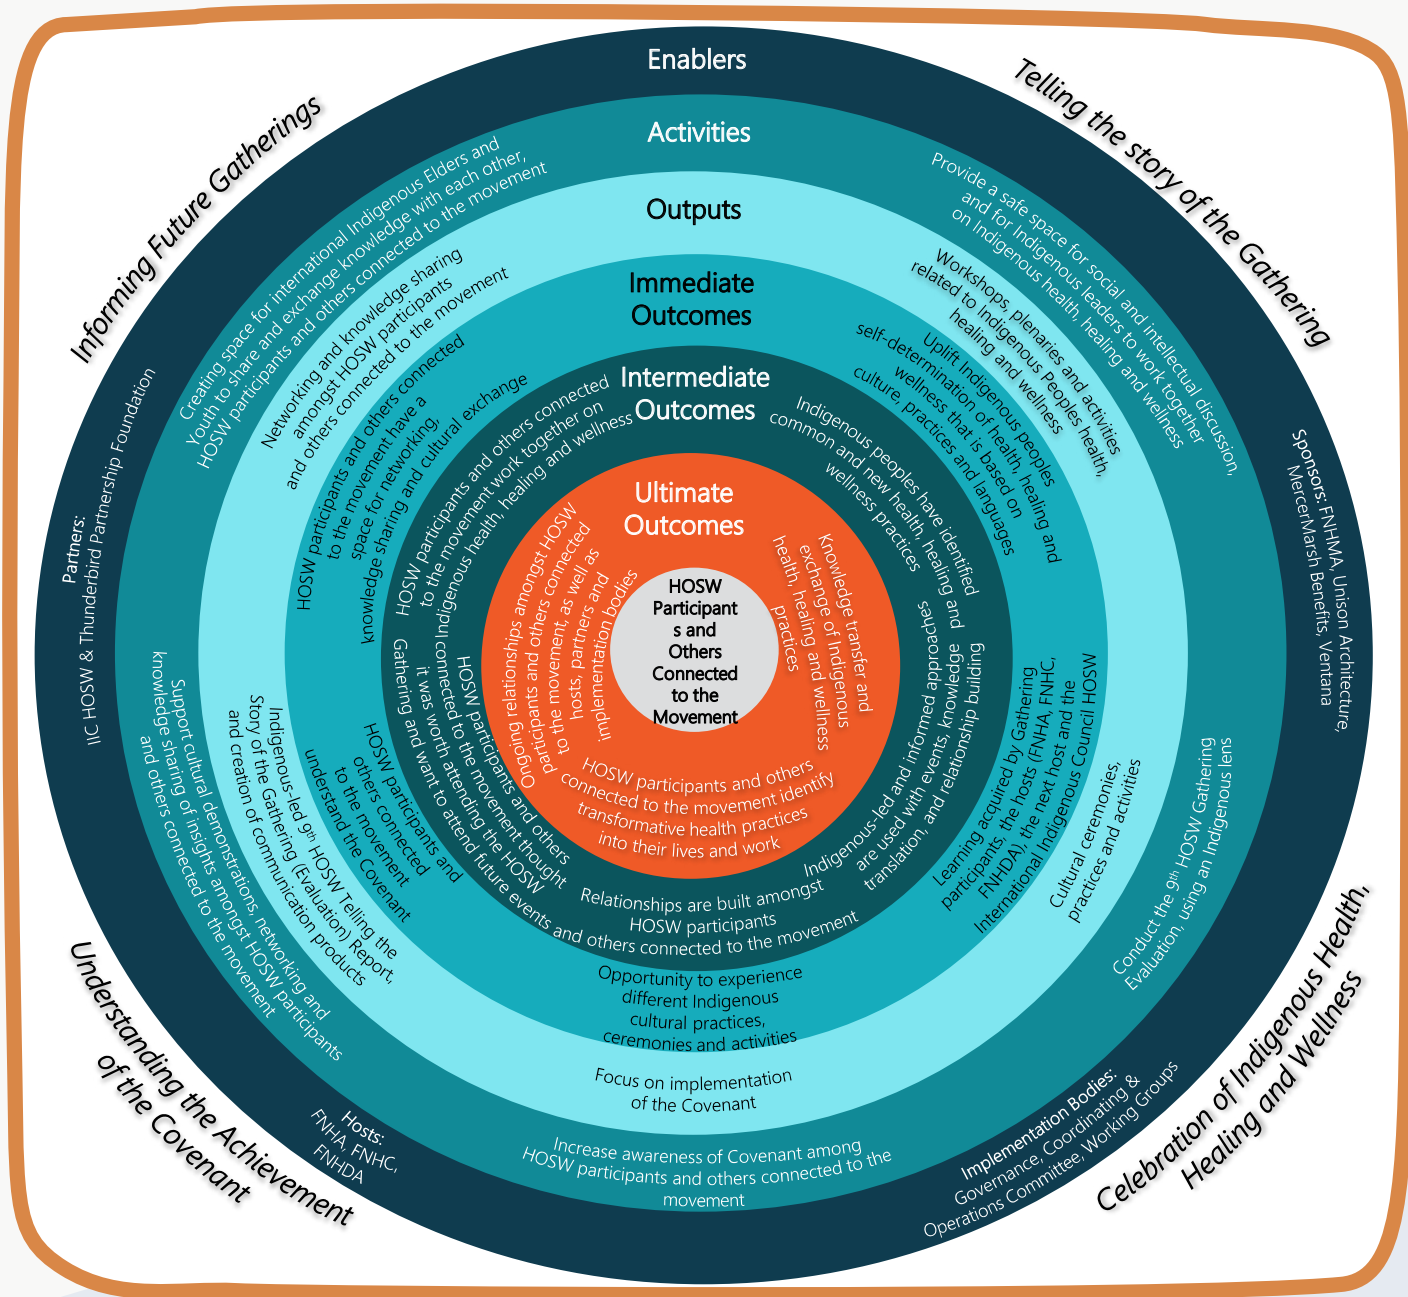 Informing Future Gatherings
Telling the story of the Gathering
Understanding the Achievement
of the Covenant
Celebration of Indigenous Health,
Healing and Wellness
Enablers
Partners:
IIC HOSW & Thunderbird Partnership Foundation
Sponsors: FNHMA, Unison Architecture,
MercerMarsh Benefits, Ventana
Hosts:
FNHA, FNHC,
FNHDA
Implementation Bodies:
Governance, Coordinating &
Operations Committee, Working Groups
Activities
Creating space for international Indigenous Elders and
Youth to share and exchange knowledge with each other,
HOSW participants and others connected to the movement
Provide a safe space for social and intellectual discussion,
and for Indigenous leaders to work together
on Indigenous health, healing and wellness
Support cultural demonstrations, networking and
knowledge sharing of insights amongst HOSW participants
and others connected to the movement
Increase awareness of Covenant among
HOSW participants and others connected to the
movement
Conduct the 9th HOSW Gathering
Evaluation, using an Indigenous lens
Outputs
Networking and knowledge sharing
amongst HOSW participants
and others connected to the movement
Workshops, plenaries and activities
related to Indigenous Peoples health,
healing and wellness
Indigenous-led 9th HOSW Telling the
Story of the Gathering (Evaluation) Report,
and creation of communication products
Focus on implementation
of the Covenant
Cultural ceremonies,
practices and activities
Immediate
Outcomes
HOSW participants and others connected
to the movement have a
space for networking,
knowledge sharing and cultural exchange
Uplift Indigenous peoples
self-determination of health, healing and
wellness that is based on
culture, practices and languages
HOSW participants and
others connected
to the movement
understand the Covenant
Opportunity to experience
different Indigenous
cultural practices,
ceremonies and activities
Learning acquired by Gathering
participants, the hosts (FNHA, FNHC,
FNHDA), the next host and the
International Indigenous Council HOSW
Intermediate
Outcomes
HOSW participants and others connected
to the movement work together on
Indigenous health, healing and wellness
Indigenous peoples have identified
common and new health, healing and
wellness practices
HOSW participants and others
connected to the movement thought
it was worth attending the HOSW
Gathering and want to attend future events
Relationships are built amongst
HOSW participants
and others connected to the movement
Indigenous-led and informed approaches
are used with events, knowledge
translation, and relationship building
Ultimate
Outcomes
Ongoing relationships amongst HOSW
participants and others connected
to the movement, as well as
hosts, partners and
implementation bodies
Knowledge transfer and
exchange of Indigenous
health, healing and wellness
practices
HOSW participants and others
connected to the movement identify
transformative health practices
into their lives and work
HOSW
Participant
s and
Others
Connected
to the
Movement